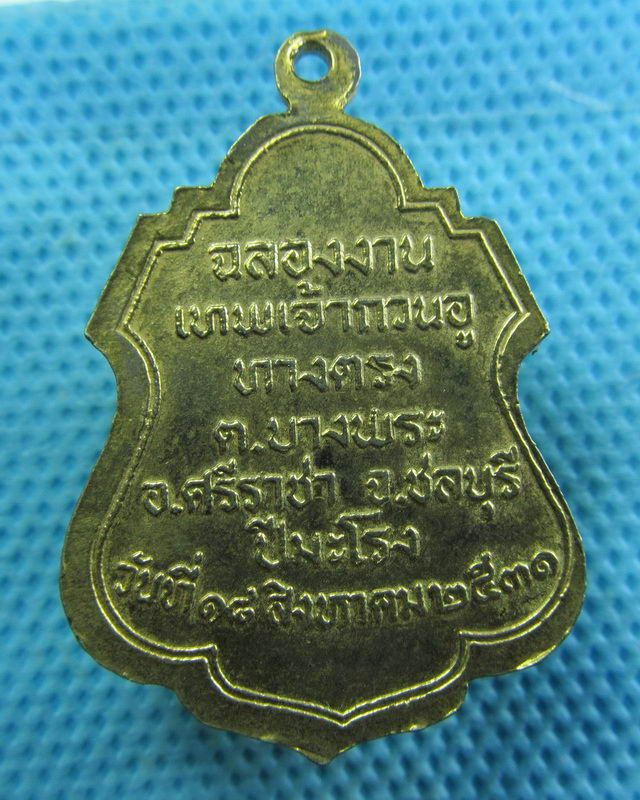 ฉลองงาน
เทพเจ้ากวนอู
ทางตรง
ต.บางพระ
อ.ศรีราชา จ.ชลบุรี
ปีมะโรง
วันที่ ๑๘ สิงหาคม ๒๕๓๑